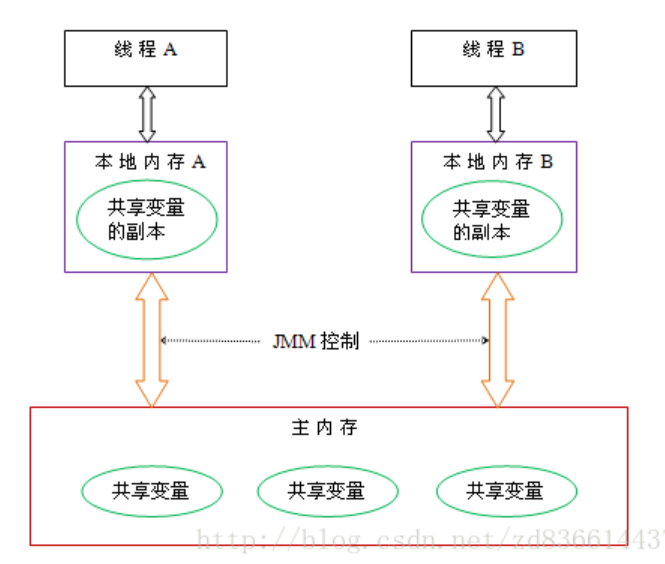 线程 A
线程 B
本地内存 A
本地内存 B
共享变量
的副本
共享变量
的副本
JMM 控制
主内存
共享变量
共享变量
共享变量
http://blog.csdn.net/zd83661443